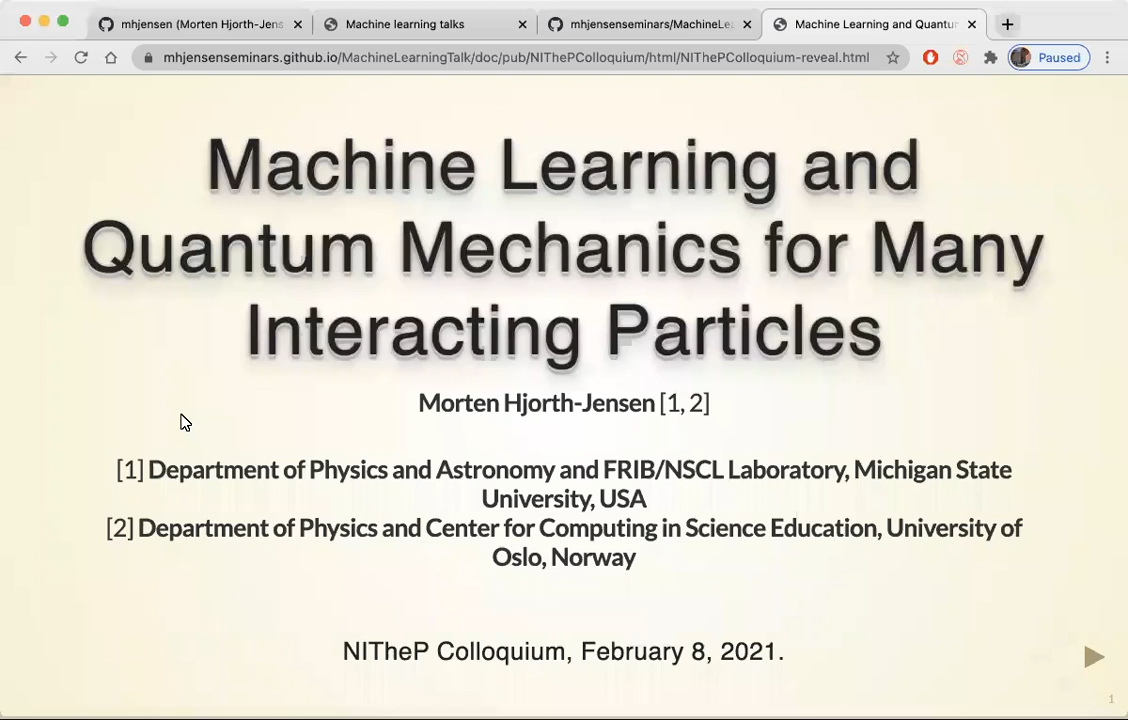 mhjensen (Morten Hjorth-Jens
Machine learning talks
mhjensenseminars/MachineLe
Machine Learning and Quantu
mhjensenseminars.github.io/MachineLearningTalk/doc/pub/NIThePColloquium/html/NIThePColloquium-reveal.html
Paused
Machine Learning and
Quantum Mechanics for Many
Interacting Particles
Morten Hjorth-Jensen [1, 2]
[1] Department of Physics and Astronomy and FRIB/NSCL Laboratory, Michigan State
University, USA
[2] Department of Physics and Center for Computing in Science Education, University of
Oslo, Norway
NITheP Colloquium, February 8, 2021.
1